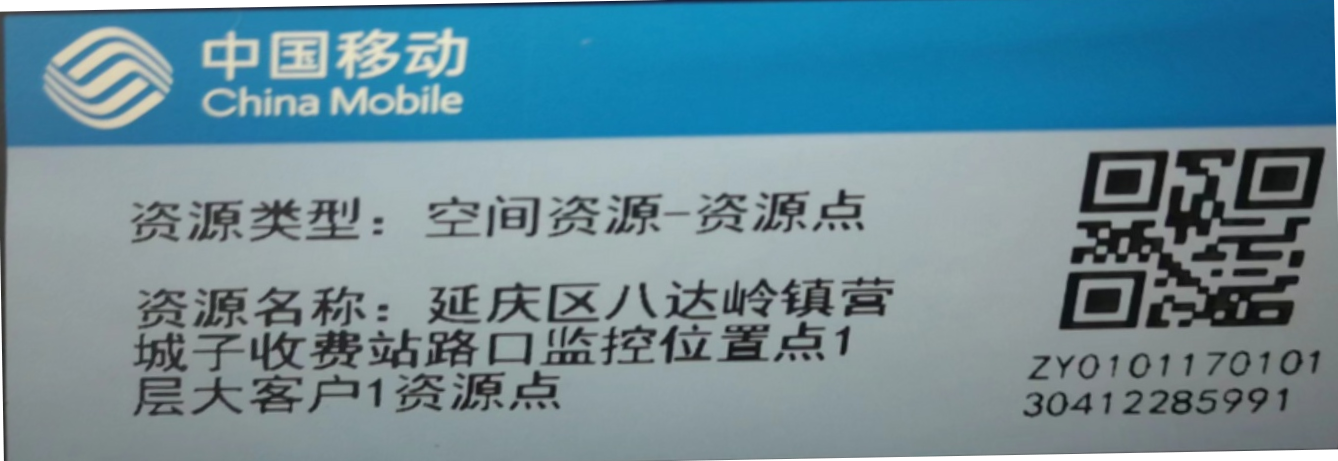 中国移动
China Mobile
资源类型：空间资源-资源点
资源名称：延庆区八达岭镇营
城子收费站路口监控位置点1
层大客户1资源点
ZY0101170101
30412285991